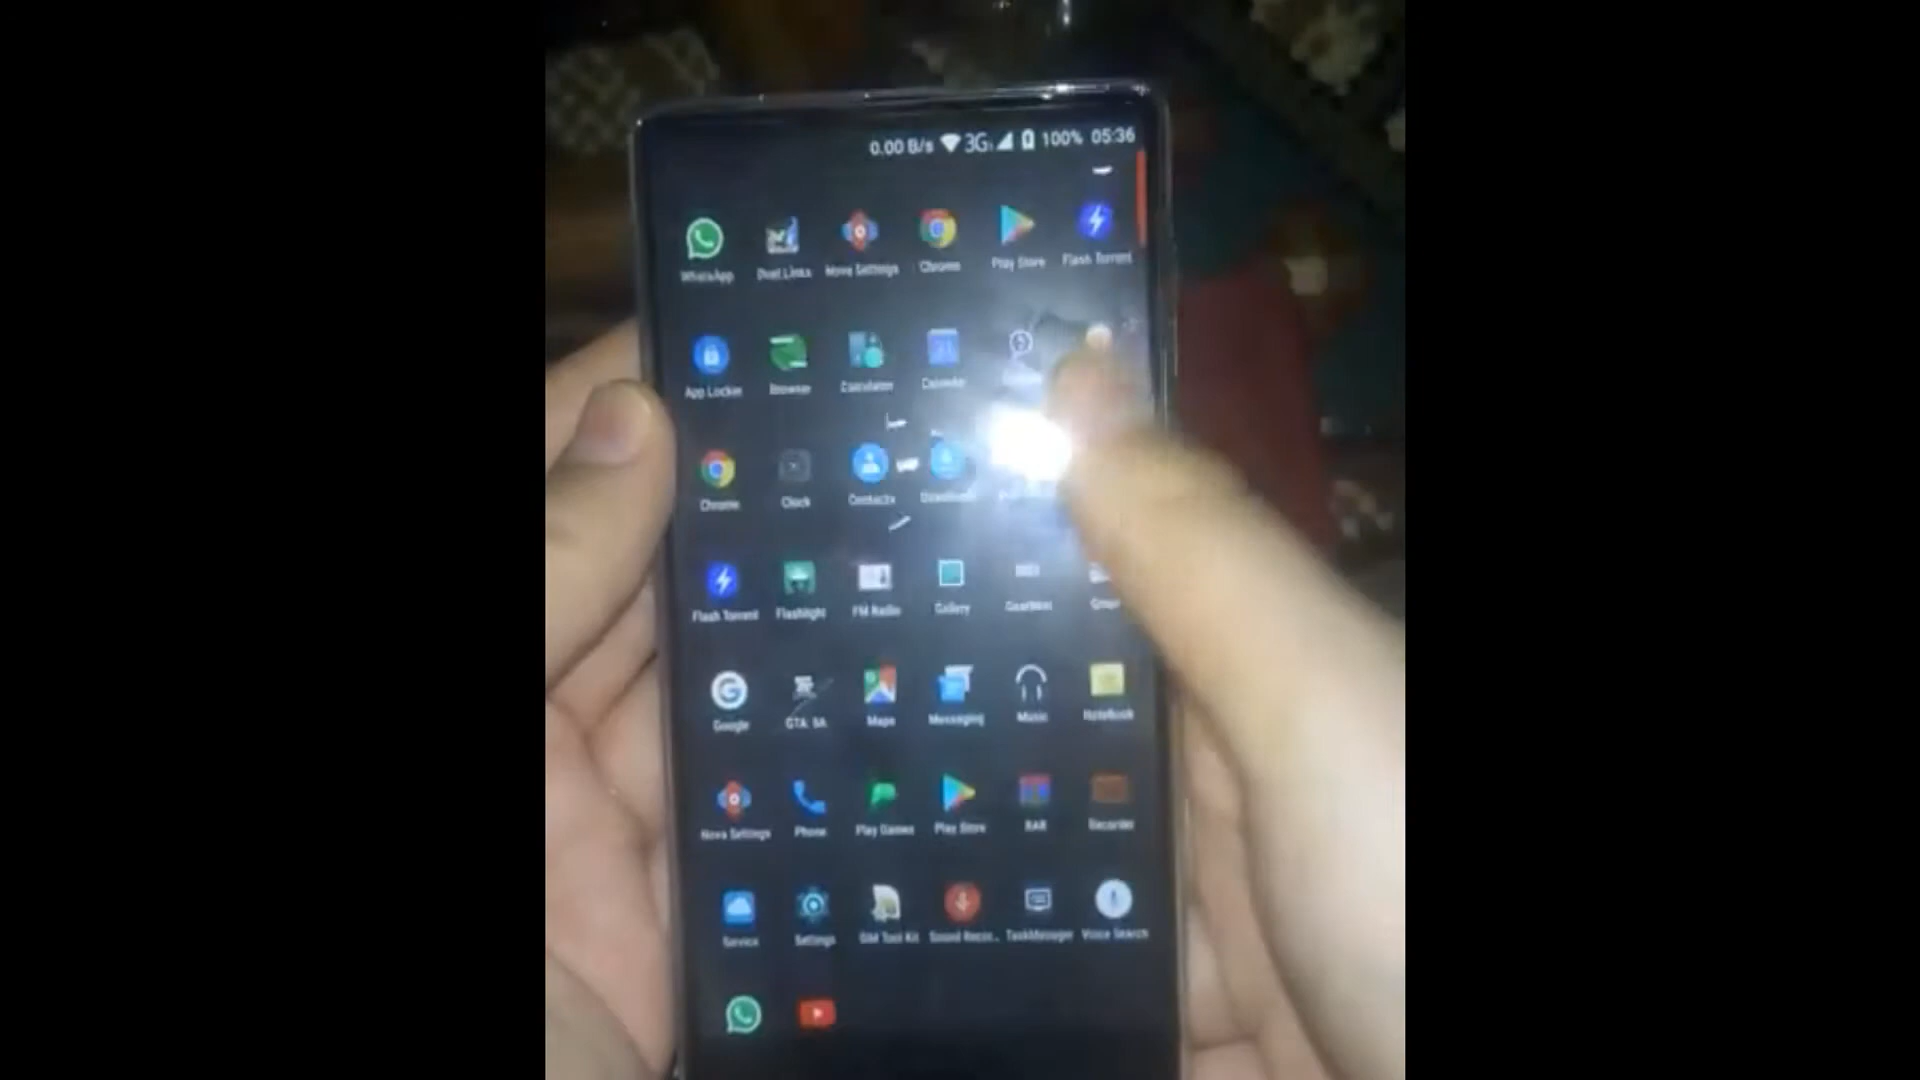 0.00 B/s 3G 100% 05:36
WhatsApp Duel Links Nova Settings Chrome Play Store Flash Torrent
App Locker Browser Calculator Calendar
Chrome Clock Contacts
Flash Torrent Flashlight FM Radio Gallery
Google GTA: SA Maps Messaging Music NoteBook
Nova Settings Phone Play Games Play Store RAR Recorder
Service Settings SIM Tool Kit Sound Recor... TaskManager Voice Search